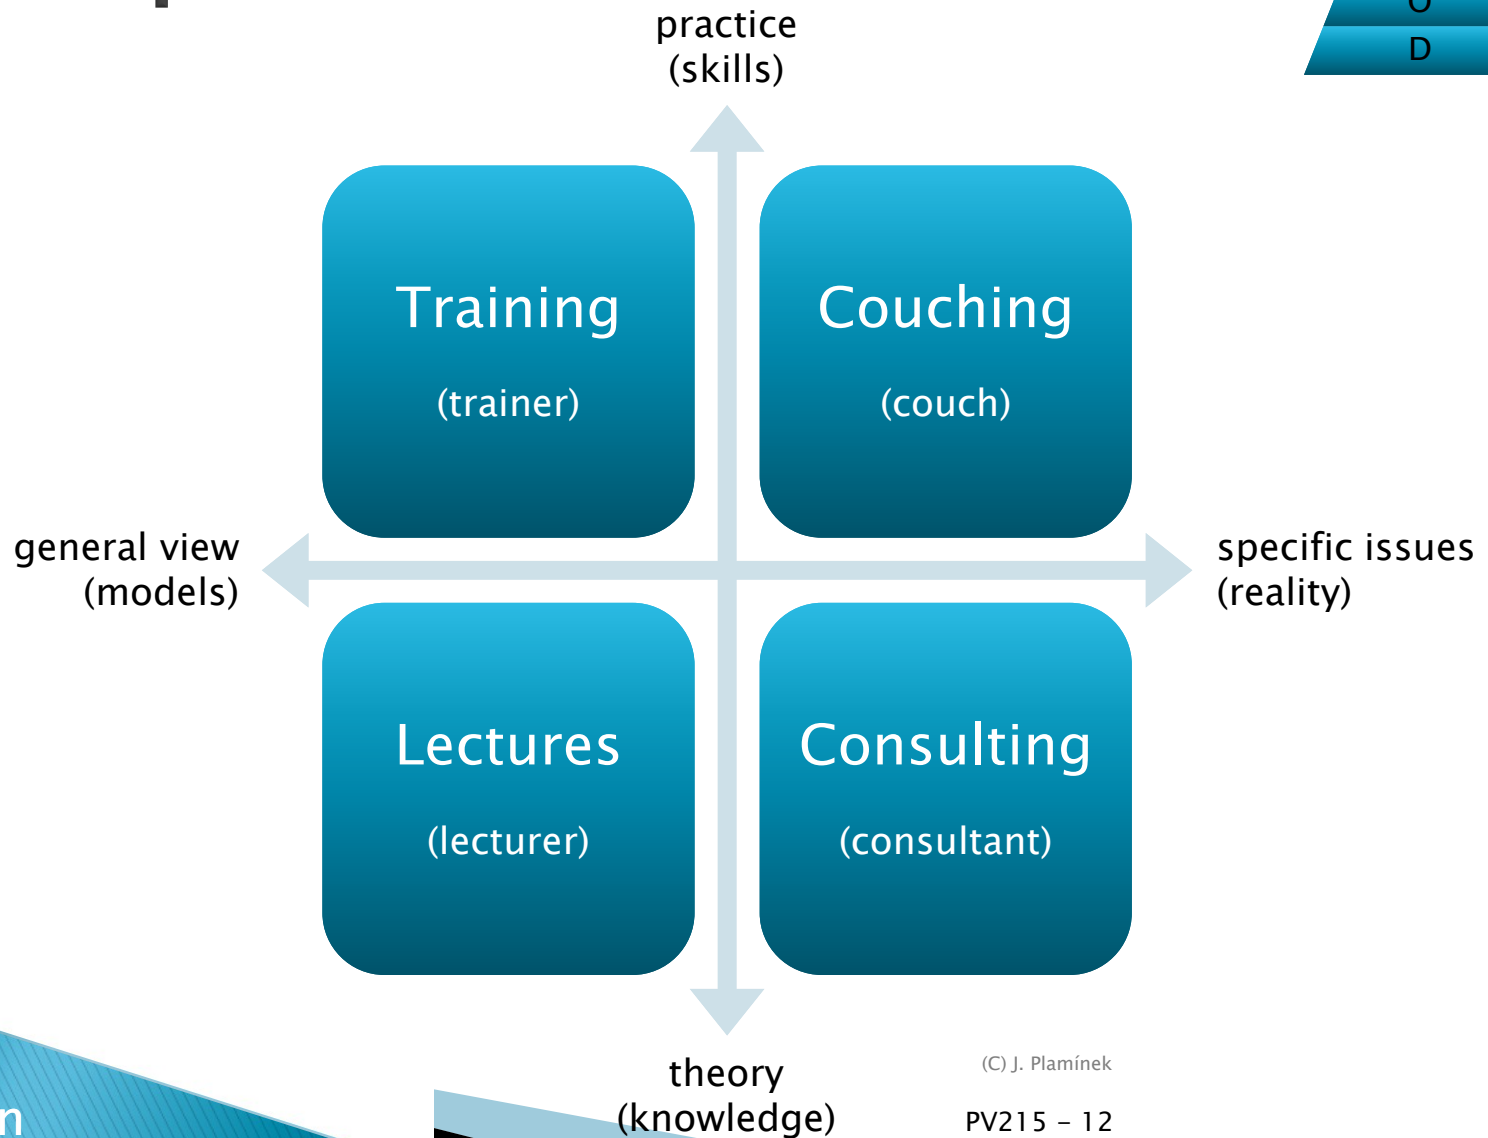 D
practice
(skills)
Training
(trainer)
Couching
(couch)
general view
(models)
specific issues
(reality)
Lectures
(lecturer)
Consulting
(consultant)
theory
(knowledge)
(C) J. Plamínek
PV215 – 12